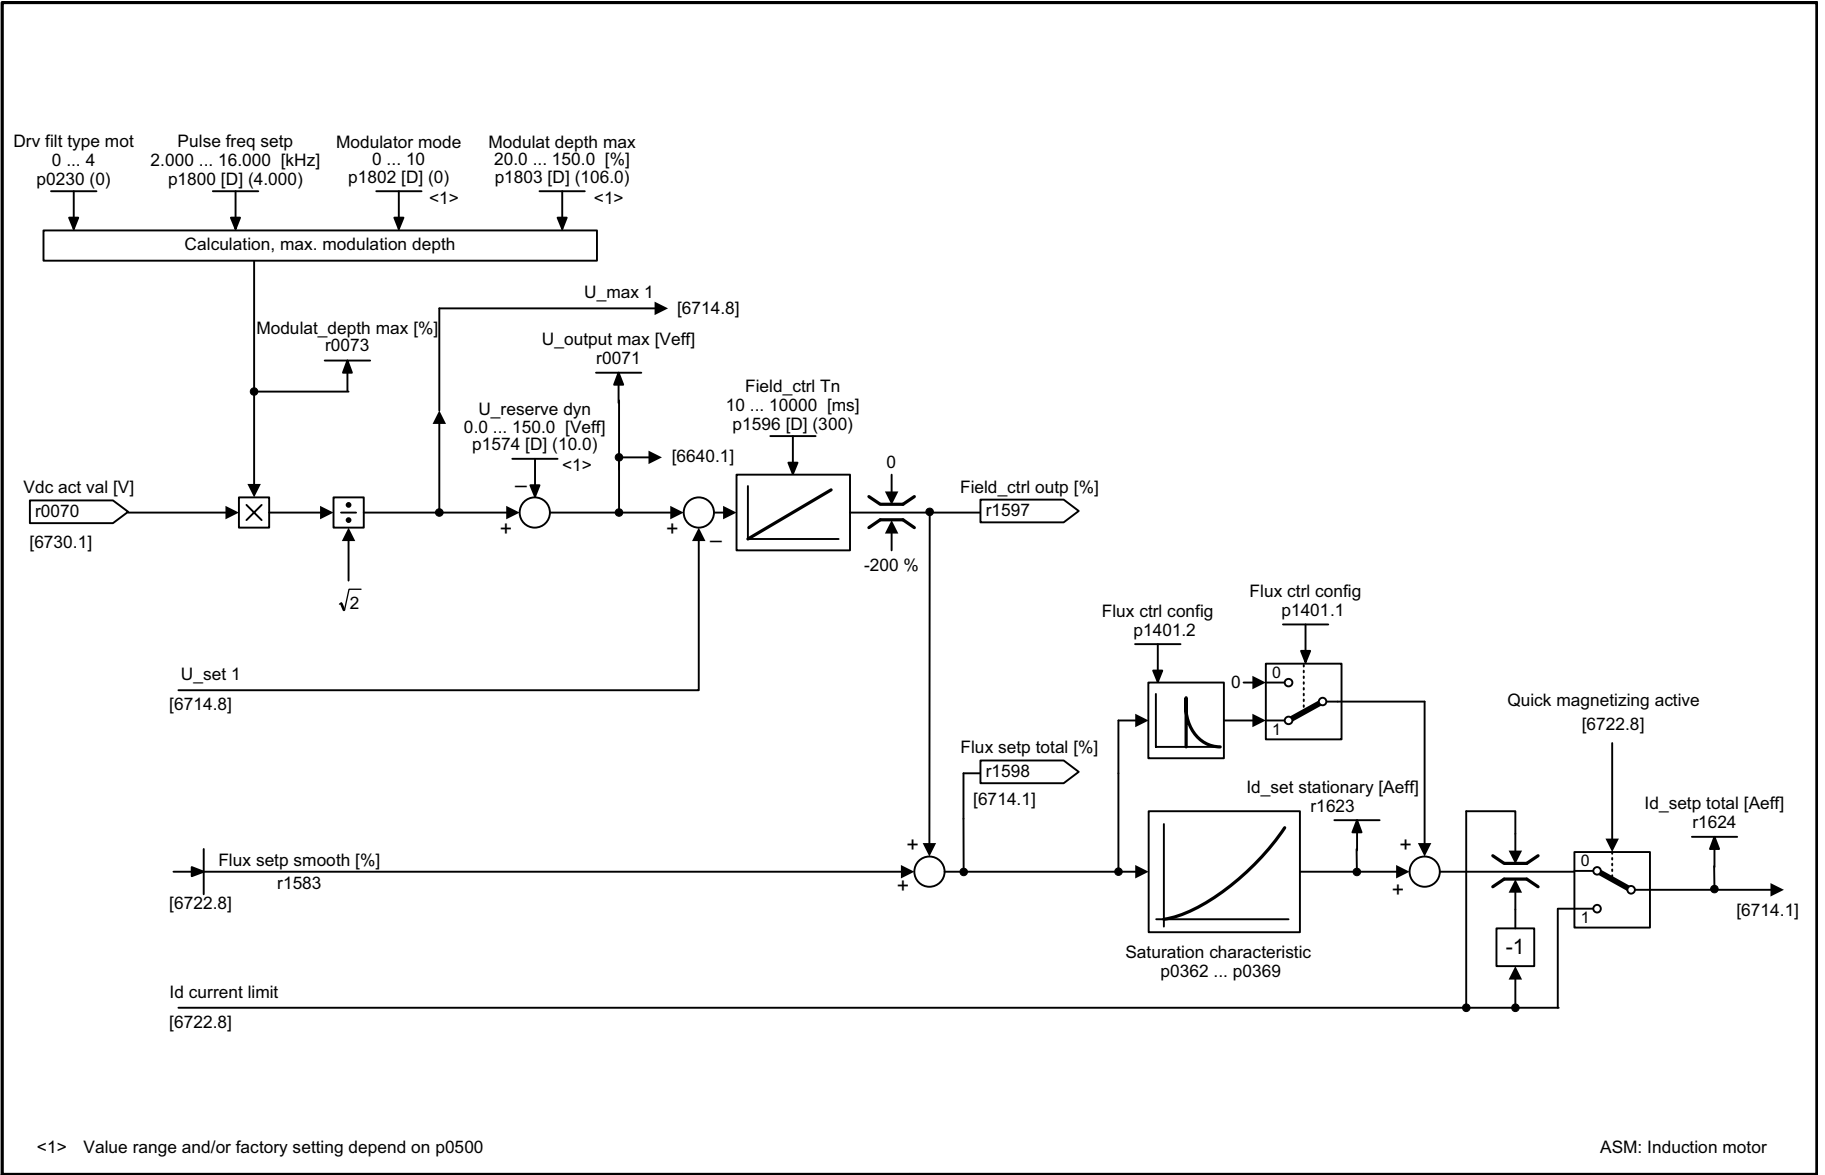 Drv filt type mot
0 ... 4
p0230 (0)
Pulse freq setp
2.000 ... 16.000 [kHz]
p1800 [D] (4.000)
Modulator mode
0 ... 10
p1802 [D] (0)
<1>
Modulat depth max
20.0 ... 150.0 [%]
p1803 [D] (106.0)
<1>
Calculation, max. modulation depth
U_max 1
[6714.8]
Modulat_depth max [%]
r0073
U_output max [Veff]
r0071
U_reserve dyn
0.0 ... 150.0 [Veff]
p1574 [D] (10.0)
<1>
[6640.1]
Field_ctrl Tn
10 ... 10000 [ms]
p1596 [D] (300)
0
-200 %
Field_ctrl outp [%]
r1597
Vdc act val [V]
r0070
[6730.1]
×
÷
√2
+
−
+
−
U_set 1
[6714.8]
Flux ctrl config
p1401.2
Flux ctrl config
p1401.1
0
0
1
Quick magnetizing active
[6722.8]
Flux setp total [%]
r1598
[6714.1]
Id_set stationary [Aeff]
r1623
Id_setp total [Aeff]
r1624
Flux setp smooth [%]
r1583
[6722.8]
+
+
+
+
0
1
[6714.1]
-1
Saturation characteristic
p0362 ... p0369
Id current limit
[6722.8]
<1> Value range and/or factory setting depend on p0500
ASM: Induction motor